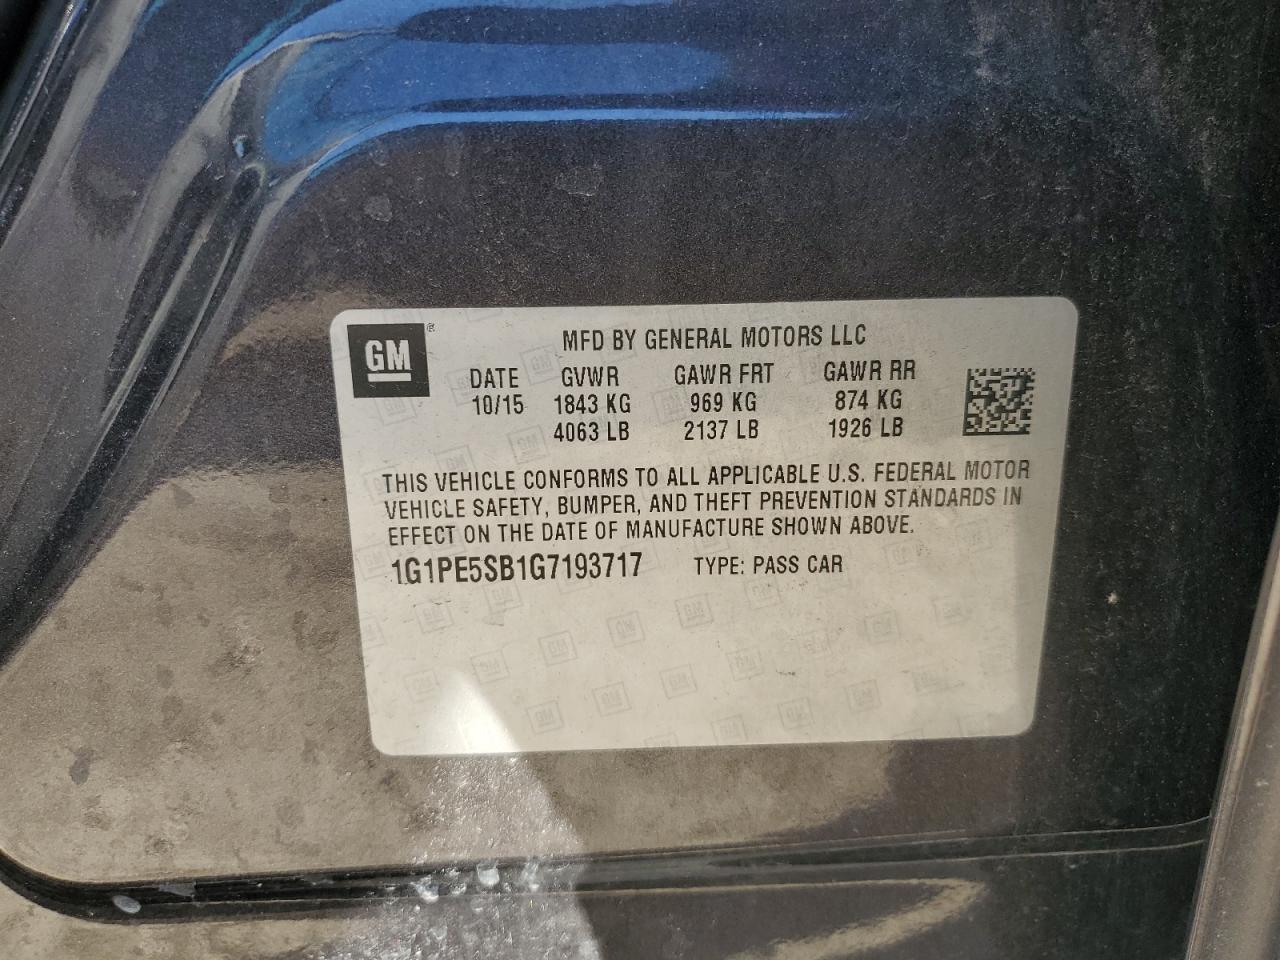 GM ®
MFD BY GENERAL MOTORS LLC
DATE GVWR GAWR FRT GAWR RR
10/15 1843 KG 969 KG 874 KG
4063 LB 2137 LB 1926 LB
THIS VEHICLE CONFORMS TO ALL APPLICABLE U.S. FEDERAL MOTOR
VEHICLE SAFETY, BUMPER, AND THEFT PREVENTION STANDARDS IN
EFFECT ON THE DATE OF MANUFACTURE SHOWN ABOVE.
1G1PE5SB1G7193717 TYPE: PASS CAR